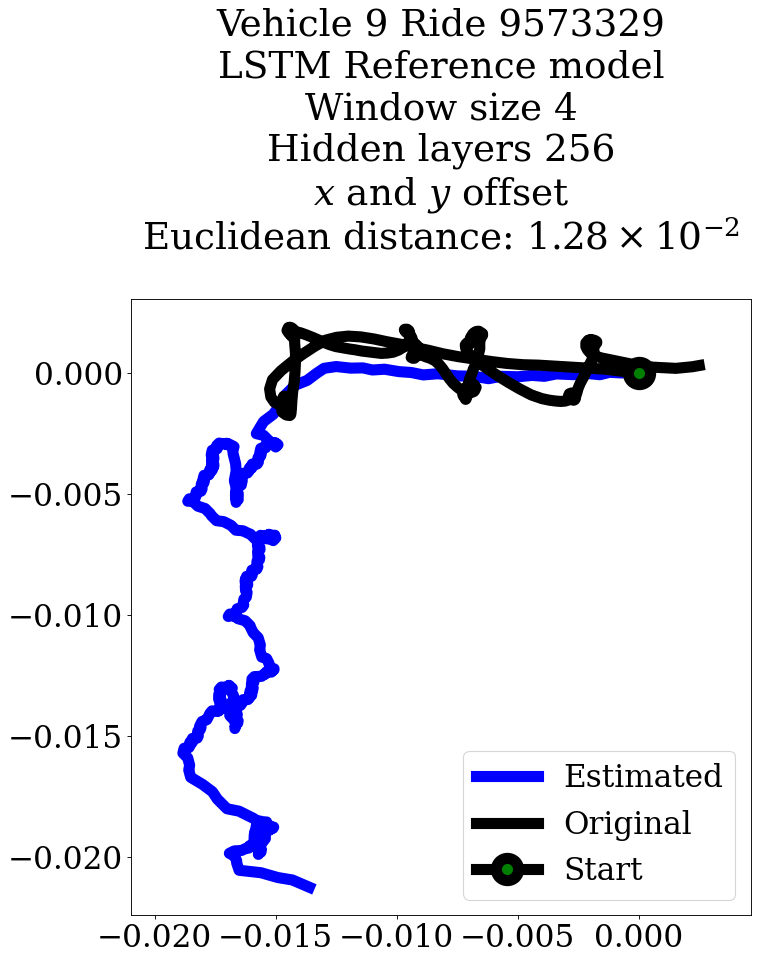 Vehicle 9 Ride 9573329
LSTM Reference model
Window size 4
Hidden layers 256
x and y offset
Euclidean distance: 1.28 × 10⁻²
0.000
−0.005
−0.010
−0.015
−0.020
Estimated
Original
Start
−0.020 −0.015 −0.010 −0.005 0.000